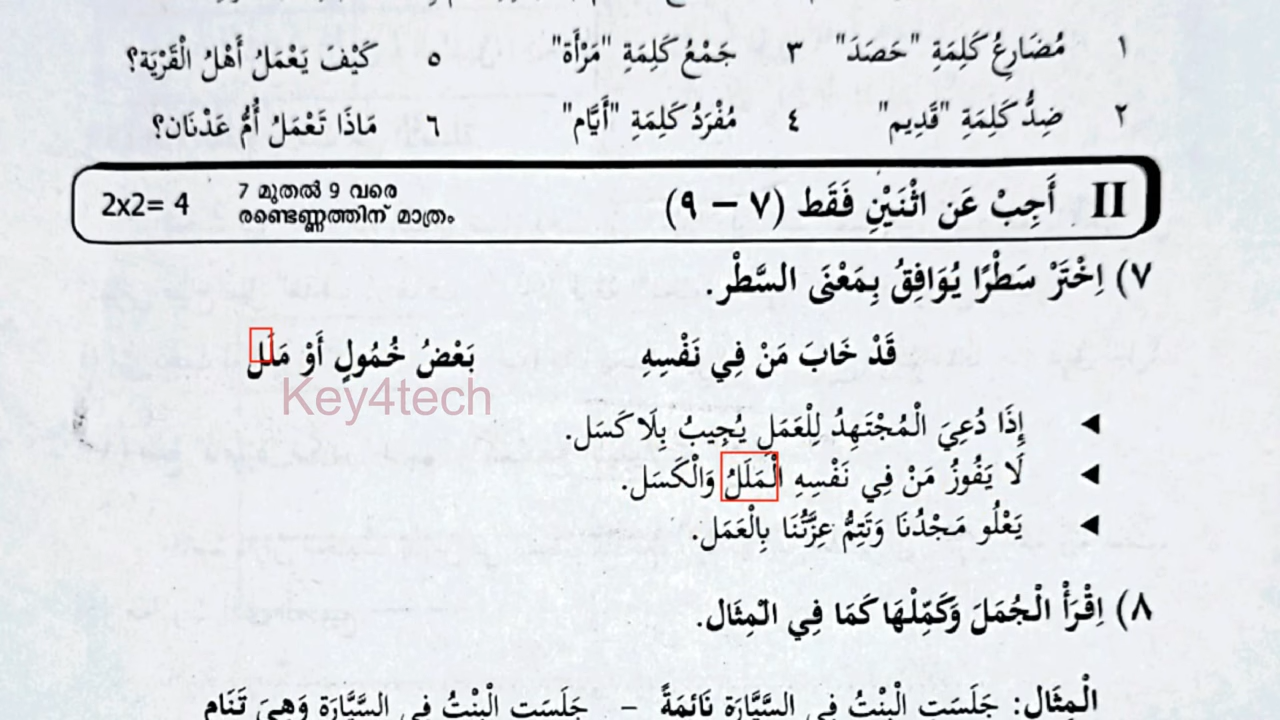 ١ مُضَارِعُ كَلِمَةِ "حَصَدَ" ٣ جَمْعُ كَلِمَةِ "مَرْأَة" ٥ كَيْفَ يَعْمَلُ أَهْلُ الْقَرْيَة؟
٢ ضِدُّ كَلِمَةِ "قَدِيم" ٤ مُفْرَدُ كَلِمَةِ "أَيَّام" ٦ مَاذَا تَعْمَلُ أُمُّ عَدْنَان؟
II أَجِبْ عَن اثْنَيْنِ فَقَط (٧ – ٩) 7 മുതൽ 9 വരെ രണ്ടെണ്ണത്തിന് മാത്രം 2x2= 4
٧) اِخْتَرْ سَطْرًا يُوَافِقُ بِمَعْنَى السَّطْر.
قَدْ خَابَ مَنْ فِي نَفْسِهِ بَعْضُ خُمُولٍ أَوْ مَلَل
Key4tech
◄ إِذَا دُعِيَ الْمُجْتَهِدُ لِلْعَمَلِ يُجِيبُ بِلَا كَسَل.
◄ لَا يَفُوزُ مَنْ فِي نَفْسِهِ الْمَلَلُ وَالْكَسَل.
◄ يَعْلُو مَجْدُنَا وَتَتِمُّ عِزَّتُنَا بِالْعَمَل.
٨) اِقْرَأْ الْجُمَلَ وَكَمِّلْهَا كَمَا فِي الْمِثَال.
الْمِثَال: جَلَسَت الْبِنْتُ فِي السَّيَّارَةِ نَائِمَةً – جَلَسَت الْبِنْتُ فِي السَّيَّارَةِ وَهِيَ تَنَام